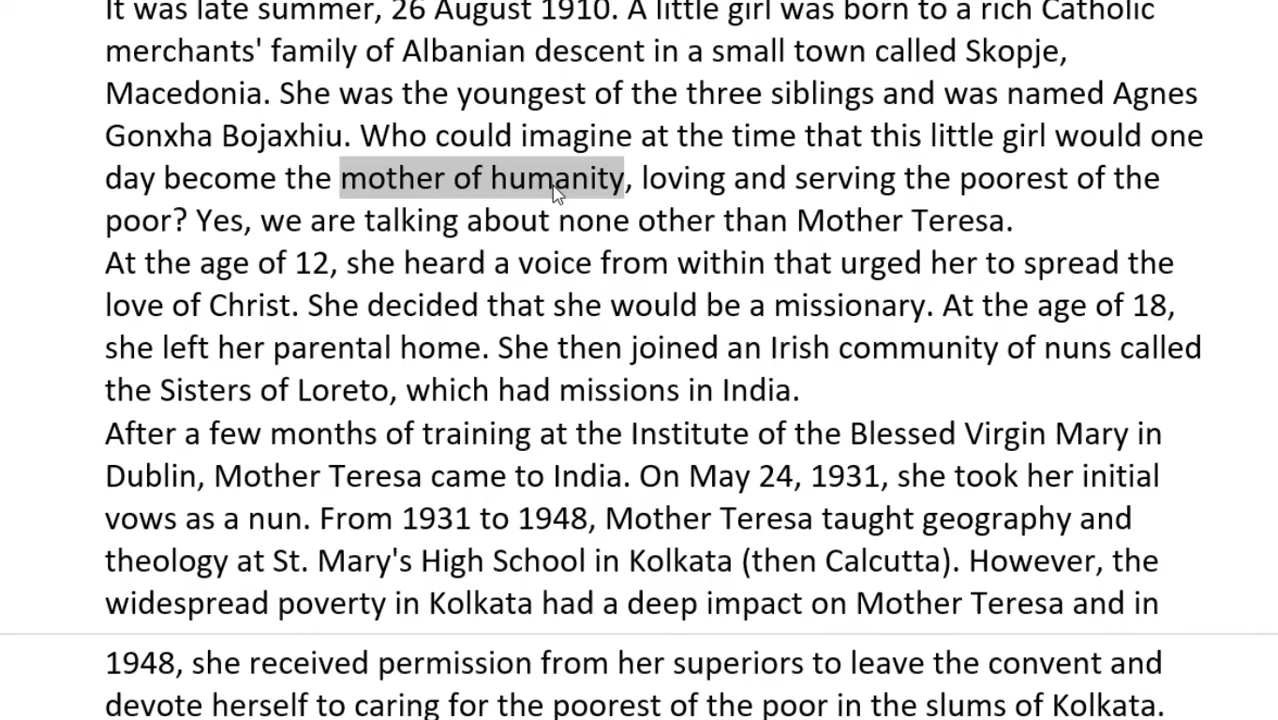 It was late summer, 26 August 1910. A little girl was born to a rich Catholic
merchants' family of Albanian descent in a small town called Skopje,
Macedonia. She was the youngest of the three siblings and was named Agnes
Gonxha Bojaxhiu. Who could imagine at the time that this little girl would one
day become the mother of humanity, loving and serving the poorest of the
poor? Yes, we are talking about none other than Mother Teresa.
At the age of 12, she heard a voice from within that urged her to spread the
love of Christ. She decided that she would be a missionary. At the age of 18,
she left her parental home. She then joined an Irish community of nuns called
the Sisters of Loreto, which had missions in India.
After a few months of training at the Institute of the Blessed Virgin Mary in
Dublin, Mother Teresa came to India. On May 24, 1931, she took her initial
vows as a nun. From 1931 to 1948, Mother Teresa taught geography and
theology at St. Mary's High School in Kolkata (then Calcutta). However, the
widespread poverty in Kolkata had a deep impact on Mother Teresa and in
1948, she received permission from her superiors to leave the convent and
devote herself to caring for the poorest of the poor in the slums of Kolkata.